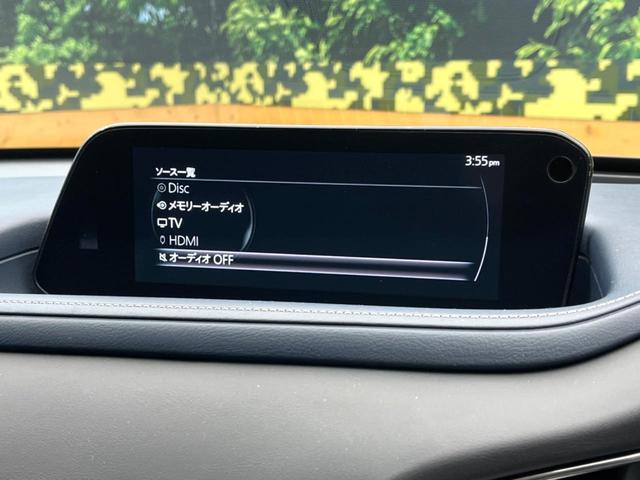 3:55pm
ソース一覧
Disc
メモリーオーディオ
TV
HDMI
オーディオ OFF